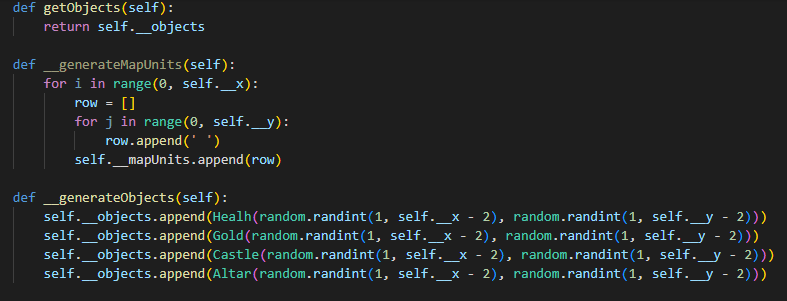 def getObjects(self):
    return self.__objects

def __generateMapUnits(self):
    for i in range(0, self.__x):
        row = []
        for j in range(0, self.__y):
            row.append(' ')
        self.__mapUnits.append(row)

def __generateObjects(self):
    self.__objects.append(Healh(random.randint(1, self.__x - 2), random.randint(1, self.__y - 2)))
    self.__objects.append(Gold(random.randint(1, self.__x - 2), random.randint(1, self.__y - 2)))
    self.__objects.append(Castle(random.randint(1, self.__x - 2), random.randint(1, self.__y - 2)))
    self.__objects.append(Altar(random.randint(1, self.__x - 2), random.randint(1, self.__y - 2)))